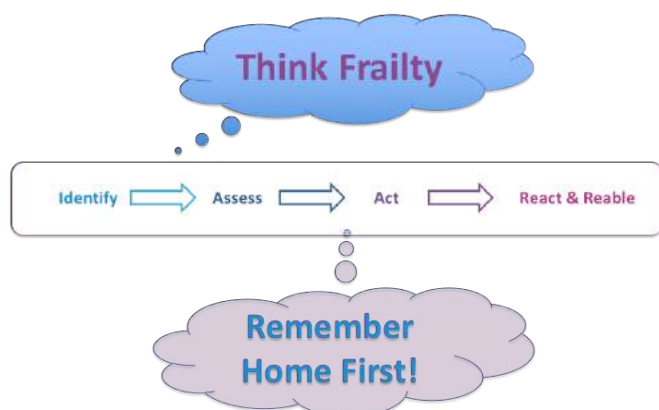 Think Frailty
Identify Assess Act React & Reable
Remember
Home First!